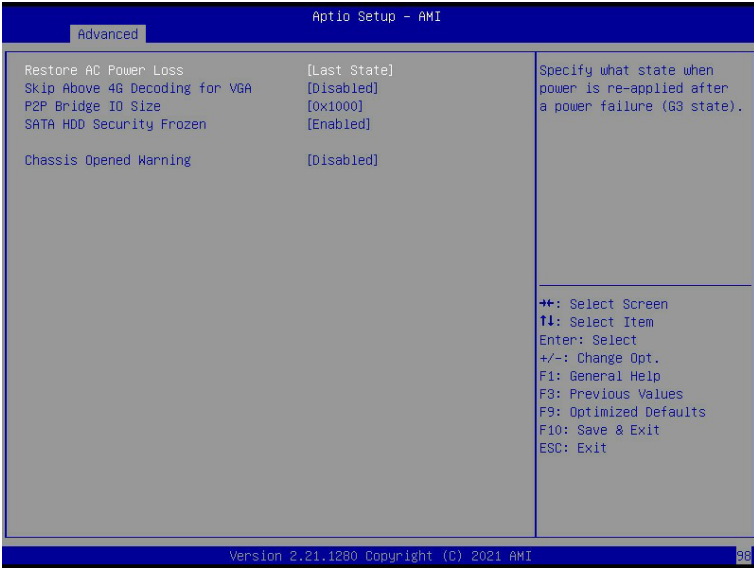 Aptio Setup - AMI
Advanced
Restore AC Power Loss [Last State]
Skip Above 4G Decoding for VGA [Disabled]
P2P Bridge IO Size [0x1000]
SATA HDD Security Frozen [Enabled]
Chassis Opened Warning [Disabled]
Specify what state when
power is re-applied after
a power failure (G3 state).
→←: Select Screen
↑↓: Select Item
Enter: Select
+/-: Change Opt.
F1: General Help
F3: Previous Values
F9: Optimized Defaults
F10: Save & Exit
ESC: Exit
Version 2.21.1280 Copyright (C) 2021 AMI
98